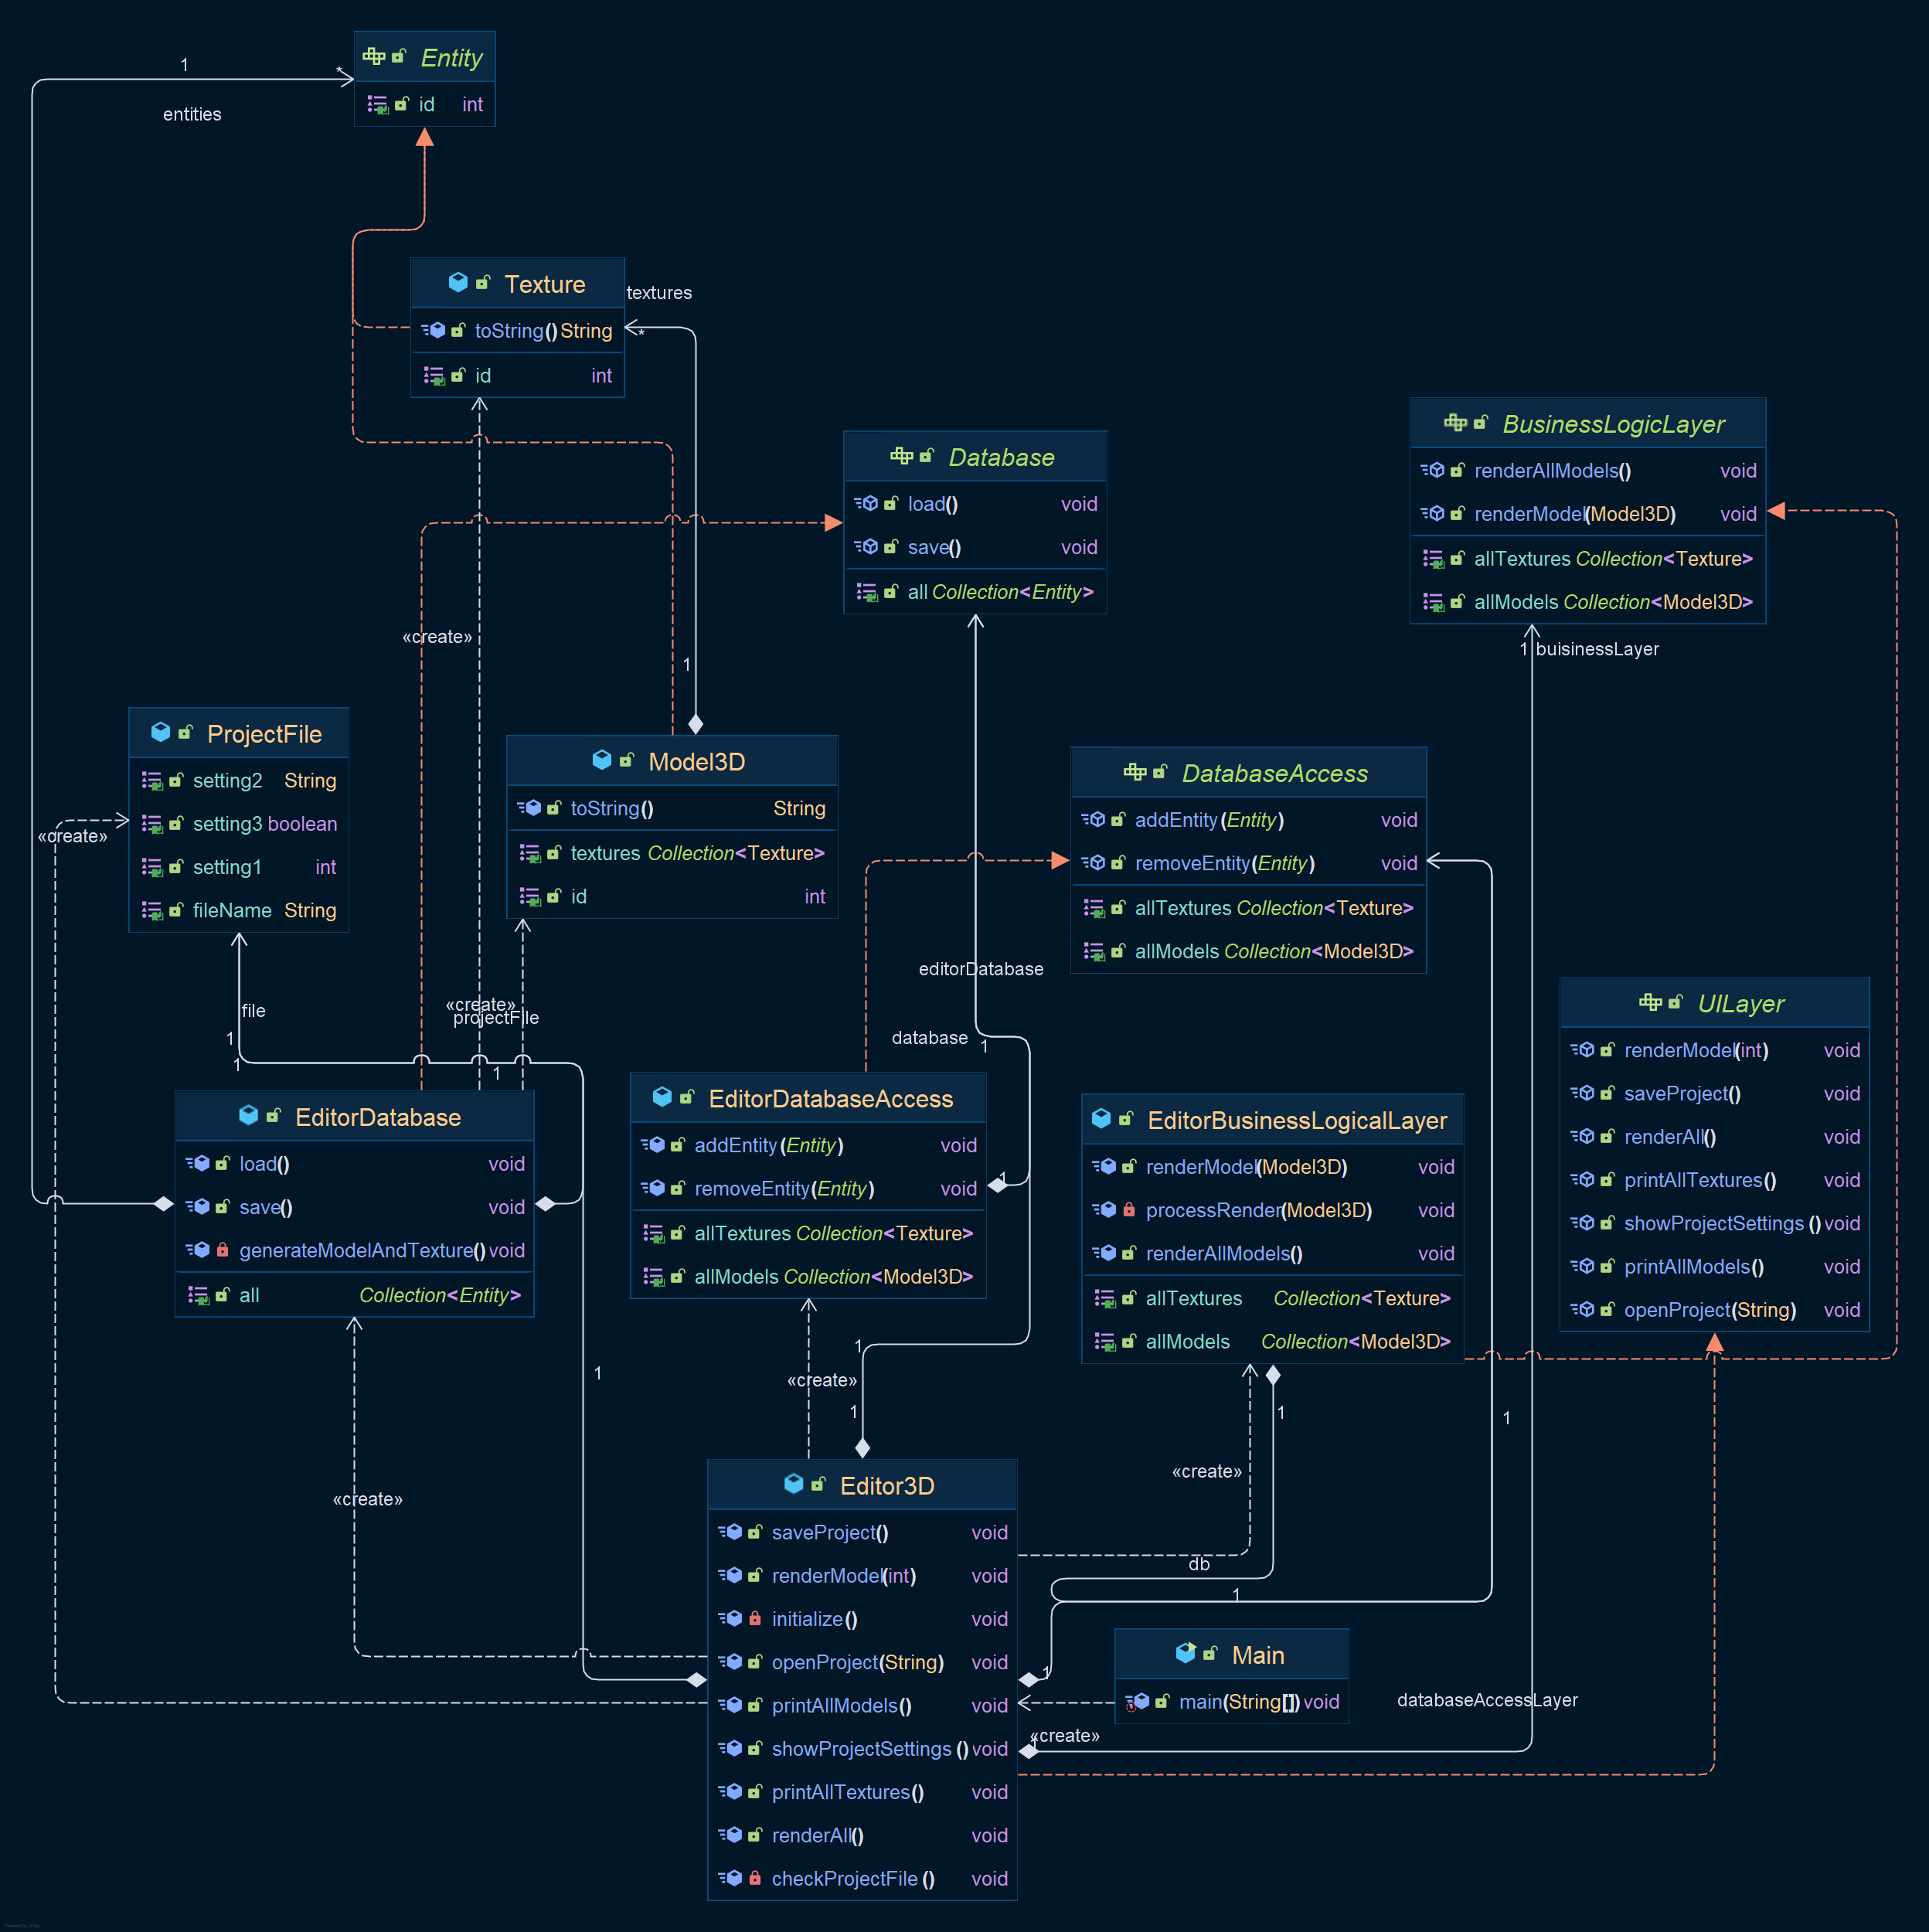 Entity
id int
1
*
entities
Texture
toString() String
id int
textures
*
Database
load() void
save() void
all Collection<Entity>
BusinessLogicLayer
renderAllModels() void
renderModel(Model3D) void
allTextures Collection<Texture>
allModels Collection<Model3D>
«create»
1 buisinessLayer
1
ProjectFile
setting2 String
setting3 boolean
setting1 int
fileName String
«create»
Model3D
toString() String
textures Collection<Texture>
id int
DatabaseAccess
addEntity(Entity) void
removeEntity(Entity) void
allTextures Collection<Texture>
allModels Collection<Model3D>
editorDatabase
file
«create»
projectFile
database
1
1
1
1
UILayer
renderModel(int) void
saveProject() void
renderAll() void
printAllTextures() void
showProjectSettings() void
printAllModels() void
openProject(String) void
EditorDatabase
load() void
save() void
generateModelAndTexture() void
all Collection<Entity>
EditorDatabaseAccess
addEntity(Entity) void
removeEntity(Entity) void
allTextures Collection<Texture>
allModels Collection<Model3D>
1
EditorBusinessLogicalLayer
renderModel(Model3D) void
processRender(Model3D) void
renderAllModels() void
allTextures Collection<Texture>
allModels Collection<Model3D>
1
1
«create»
1
1
1
«create»
«create»
db
1
Editor3D
saveProject() void
renderModel(int) void
initialize() void
openProject(String) void
printAllModels() void
showProjectSettings() void
printAllTextures() void
renderAll() void
checkProjectFile() void
1
Main
main(String[]) void
databaseAccessLayer
«create»
1
Powered by yFiles